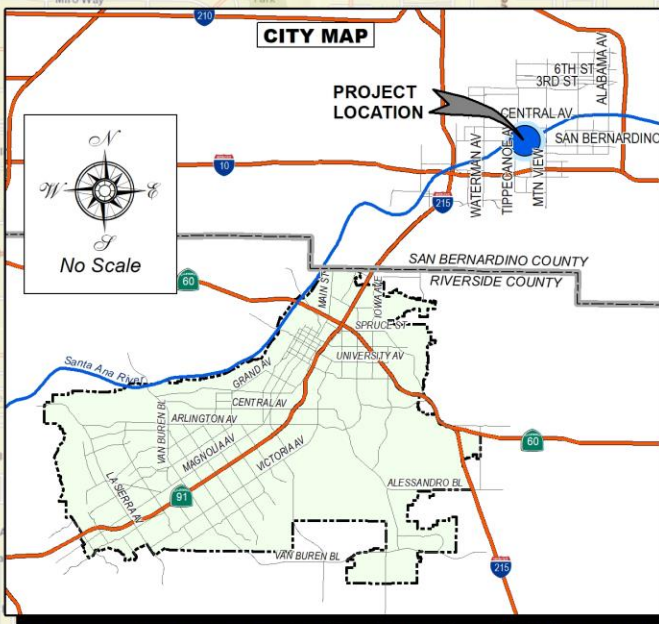 210
CITY MAP
6TH ST
3RD ST
ALABAMA AV
PROJECT
LOCATION
CENTRAL AV
SAN BERNARDINO
WATERMAN AV
TIPPECANOE AV
MTN VIEW
N
W
E
S
No Scale
10
215
SAN BERNARDINO COUNTY
RIVERSIDE COUNTY
60
MAIN ST
IOWA AVE
SPRUCE ST
UNIVERSITY AV
Santa Ana River
GRAND AV
CENTRAL AV
VAN BUREN BL
ARLINGTON AV
MAGNOLIA AV
VICTORIA AV
60
LA SIERRA AV
ALESSANDRO BL
91
VAN BUREN BL
215